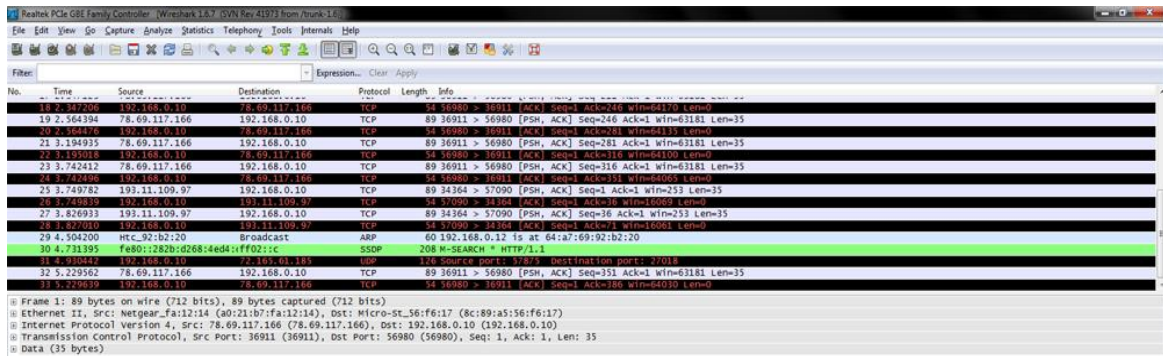 Realtek PCIe GBE Family Controller [Wireshark 1.6.7 (SVN Rev 41973 from /trunk-1.6)]
File Edit View Go Capture Analyze Statistics Telephony Tools Internals Help
Filter: Expression... Clear Apply
No. Time Source Destination Protocol Length Info
18 2.347206 192.168.0.10 78.69.117.166 TCP 54 56980 > 36911 [ACK] Seq=1 Ack=246 Win=64170 Len=0
19 2.564394 78.69.117.166 192.168.0.10 TCP 89 36911 > 56980 [PSH, ACK] Seq=246 Ack=1 Win=63181 Len=35
20 2.564476 192.168.0.10 78.69.117.166 TCP 54 56980 > 36911 [ACK] Seq=1 Ack=281 Win=64135 Len=0
21 3.194935 78.69.117.166 192.168.0.10 TCP 89 36911 > 56980 [PSH, ACK] Seq=281 Ack=1 Win=63181 Len=35
22 3.195018 192.168.0.10 78.69.117.166 TCP 54 56980 > 36911 [ACK] Seq=1 Ack=316 Win=64100 Len=0
23 3.742412 78.69.117.166 192.168.0.10 TCP 89 36911 > 56980 [PSH, ACK] Seq=316 Ack=1 Win=63181 Len=35
24 3.742496 192.168.0.10 78.69.117.166 TCP 54 56980 > 36911 [ACK] Seq=1 Ack=351 Win=64065 Len=0
25 3.749782 193.11.109.97 192.168.0.10 TCP 89 34364 > 57090 [PSH, ACK] Seq=1 Ack=1 Win=253 Len=35
26 3.749839 192.168.0.10 193.11.109.97 TCP 54 57090 > 34364 [ACK] Seq=1 Ack=36 Win=16069 Len=0
27 3.826933 193.11.109.97 192.168.0.10 TCP 89 34364 > 57090 [PSH, ACK] Seq=36 Ack=1 Win=253 Len=35
28 3.827010 192.168.0.10 193.11.109.97 TCP 54 57090 > 34364 [ACK] Seq=1 Ack=71 Win=16061 Len=0
29 4.504200 Htc_92:b2:20 Broadcast ARP 60 192.168.0.12 is at 64:a7:69:92:b2:20
30 4.731395 fe80::282b:d268:4ed4: ff02::c SSDP 208 M-SEARCH * HTTP/1.1
31 4.930442 192.168.0.10 72.165.61.185 UDP 126 Source port: 57875 Destination port: 27018
32 5.229562 78.69.117.166 192.168.0.10 TCP 89 36911 > 56980 [PSH, ACK] Seq=351 Ack=1 Win=63181 Len=35
33 5.229639 192.168.0.10 78.69.117.166 TCP 54 56980 > 36911 [ACK] Seq=1 Ack=386 Win=64030 Len=0
Frame 1: 89 bytes on wire (712 bits), 89 bytes captured (712 bits)
Ethernet II, Src: Netgear_fa:12:14 (a0:21:b7:fa:12:14), Dst: Micro-St_56:f6:17 (8c:89:a5:56:f6:17)
Internet Protocol Version 4, Src: 78.69.117.166 (78.69.117.166), Dst: 192.168.0.10 (192.168.0.10)
Transmission Control Protocol, Src Port: 36911 (36911), Dst Port: 56980 (56980), Seq: 1, Ack: 1, Len: 35
Data (35 bytes)